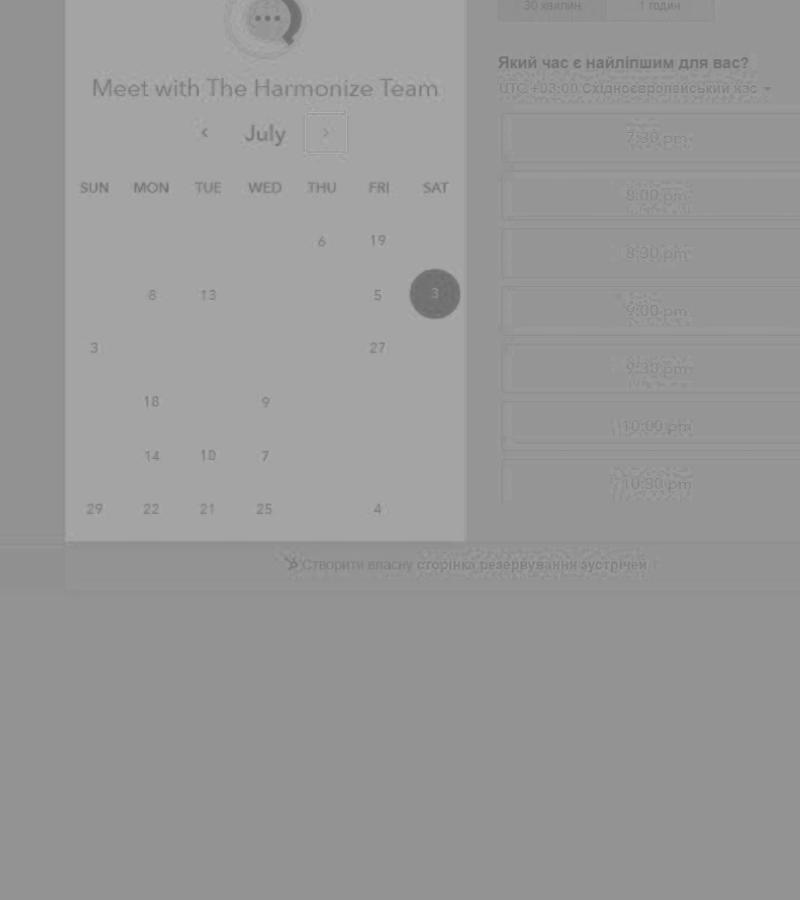 30 хвилин 1 годин
Meet with The Harmonize Team
July
SUN MON TUE WED THU FRI SAT
6 19
8 13 5 3
3 27
18 9
14 10 7
29 22 21 25 4
Який час є найліпшим для вас?
UTC +03:00 Східноєвропейський час
7:30 pm
8:00 pm
8:30 pm
9:00 pm
9:30 pm
10:00 pm
10:30 pm
Створити власну сторінка резервування зустрічей